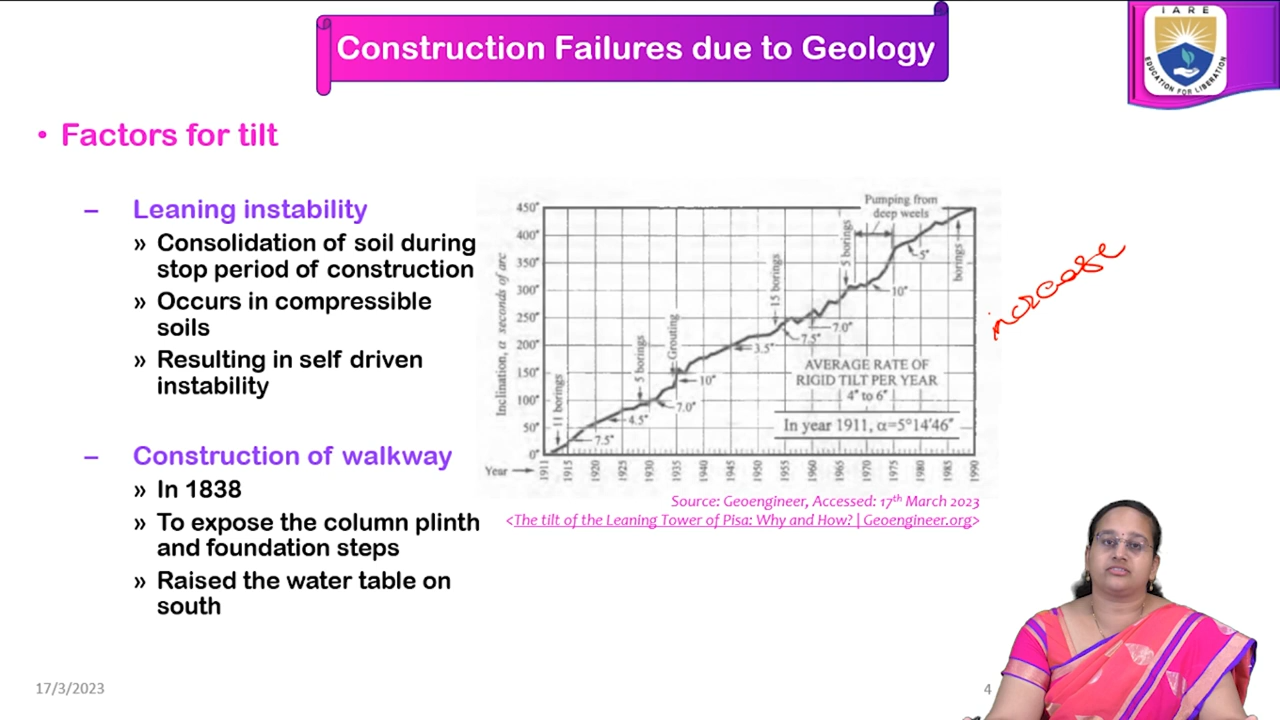 Construction Failures due to Geology
IARE
EDUCATION FOR LIBERATION
• Factors for tilt
– Leaning instability
» Consolidation of soil during
stop period of construction
» Occurs in compressible
soils
» Resulting in self driven
instability
– Construction of walkway
» In 1838
» To expose the column plinth
and foundation steps
» Raised the water table on
south
Inclination, α seconds of arc
450"
400"
350"
300"
250"
200"
150"
100"
50"
0"
Year
1911
1915
1920
1925
1930
1935
1940
1945
1950
1955
1960
1965
1970
1975
1980
1985
1990
11 borings
7.5"
4.5"
5 borings
7.0"
Grouting
10"
3.5"
15 borings
7.5"
7.0"
5 borings
Pumping from
deep weels
10"
5"
borings
AVERAGE RATE OF
RIGID TILT PER YEAR
4" to 6"
In year 1911, α=5°14'46"
increase
Source: Geoengineer, Accessed: 17th March 2023
<The tilt of the Leaning Tower of Pisa: Why and How? | Geoengineer.org>
17/3/2023
4